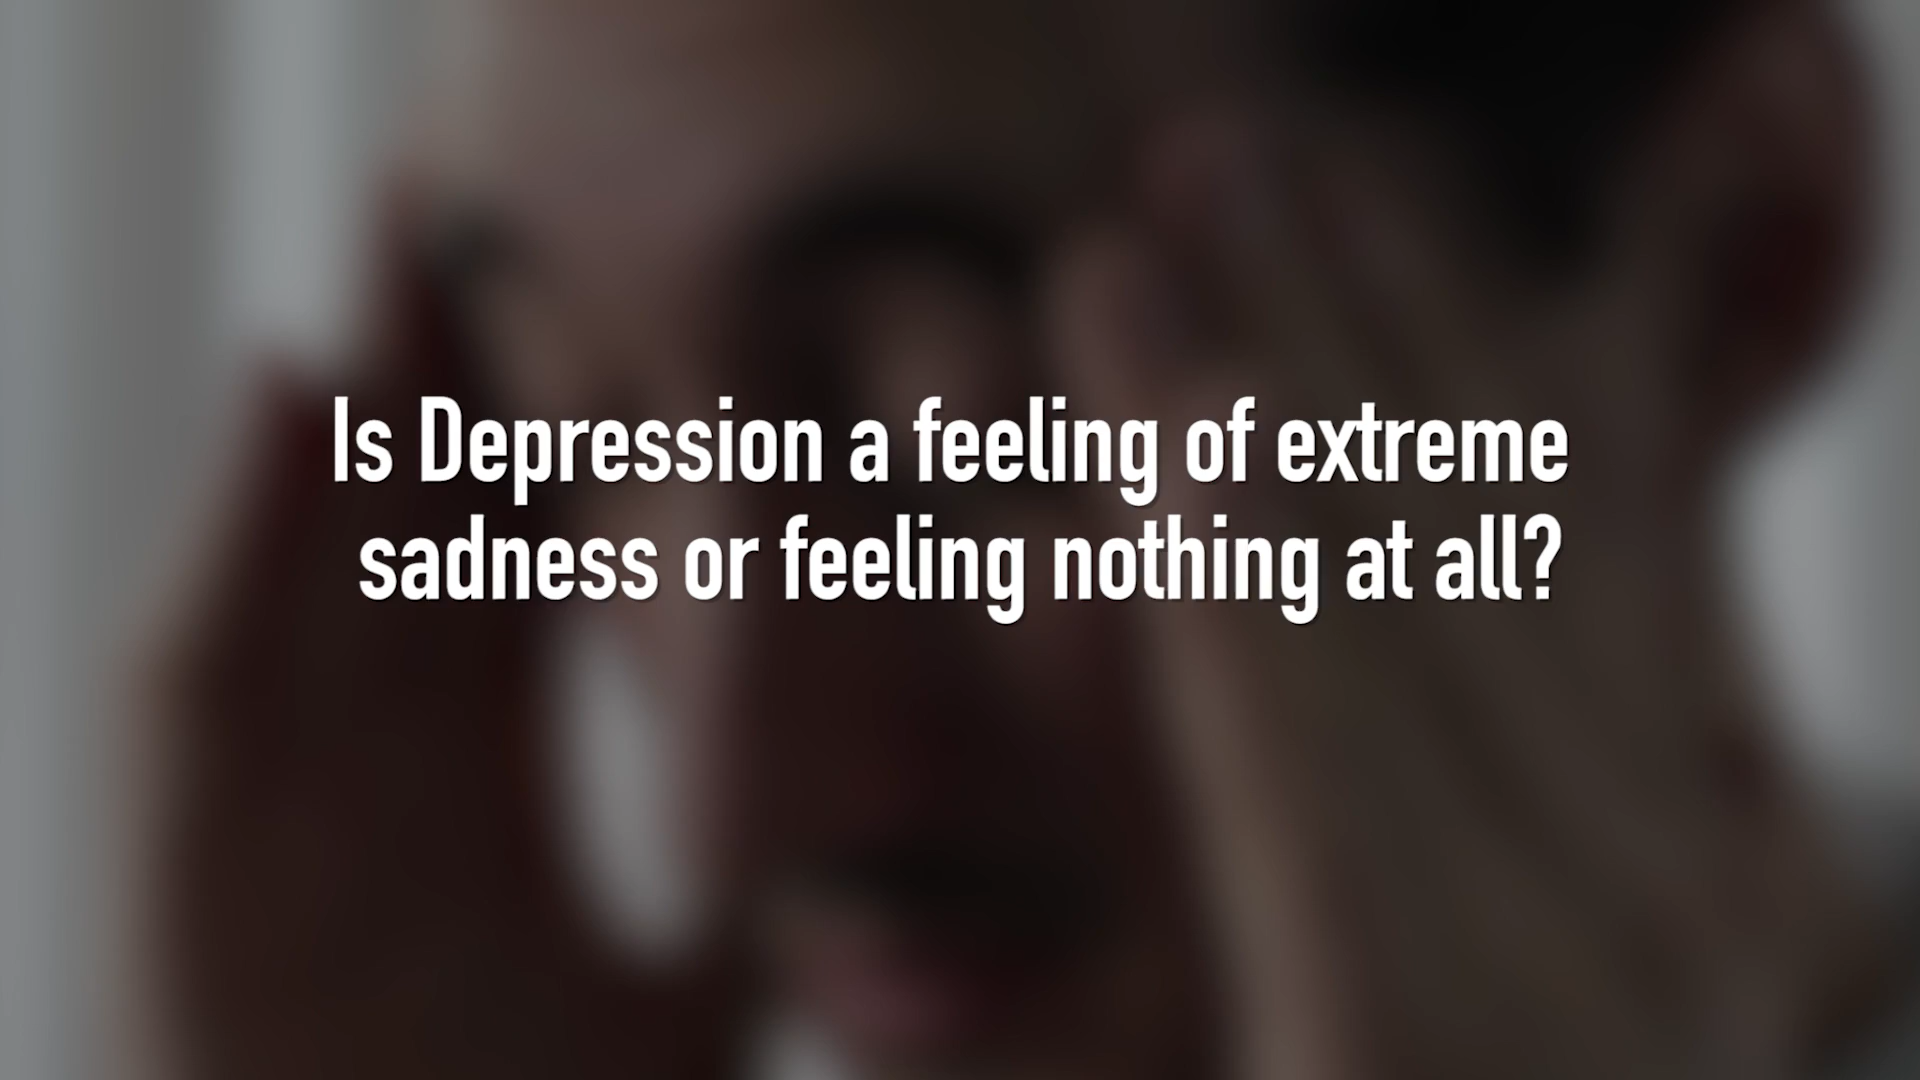 Is Depression a feeling of extreme
sadness or feeling nothing at all?